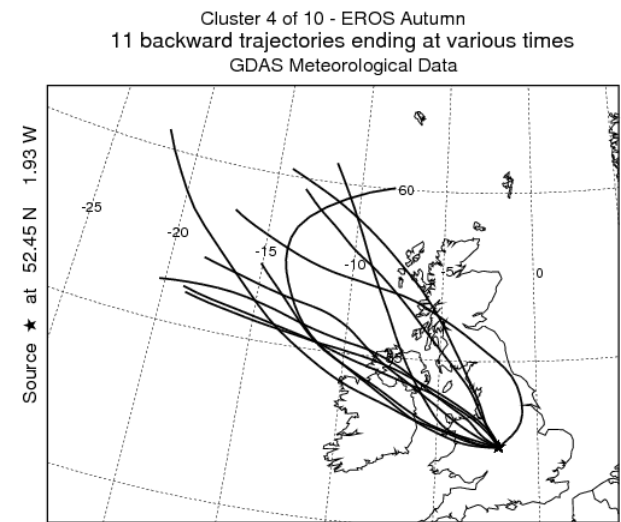 Cluster 4 of 10 - EROS Autumn
11 backward trajectories ending at various times
GDAS Meteorological Data
Source ★ at 52.45 N 1.93 W
60
-25
-20
-15
-10
-5
0